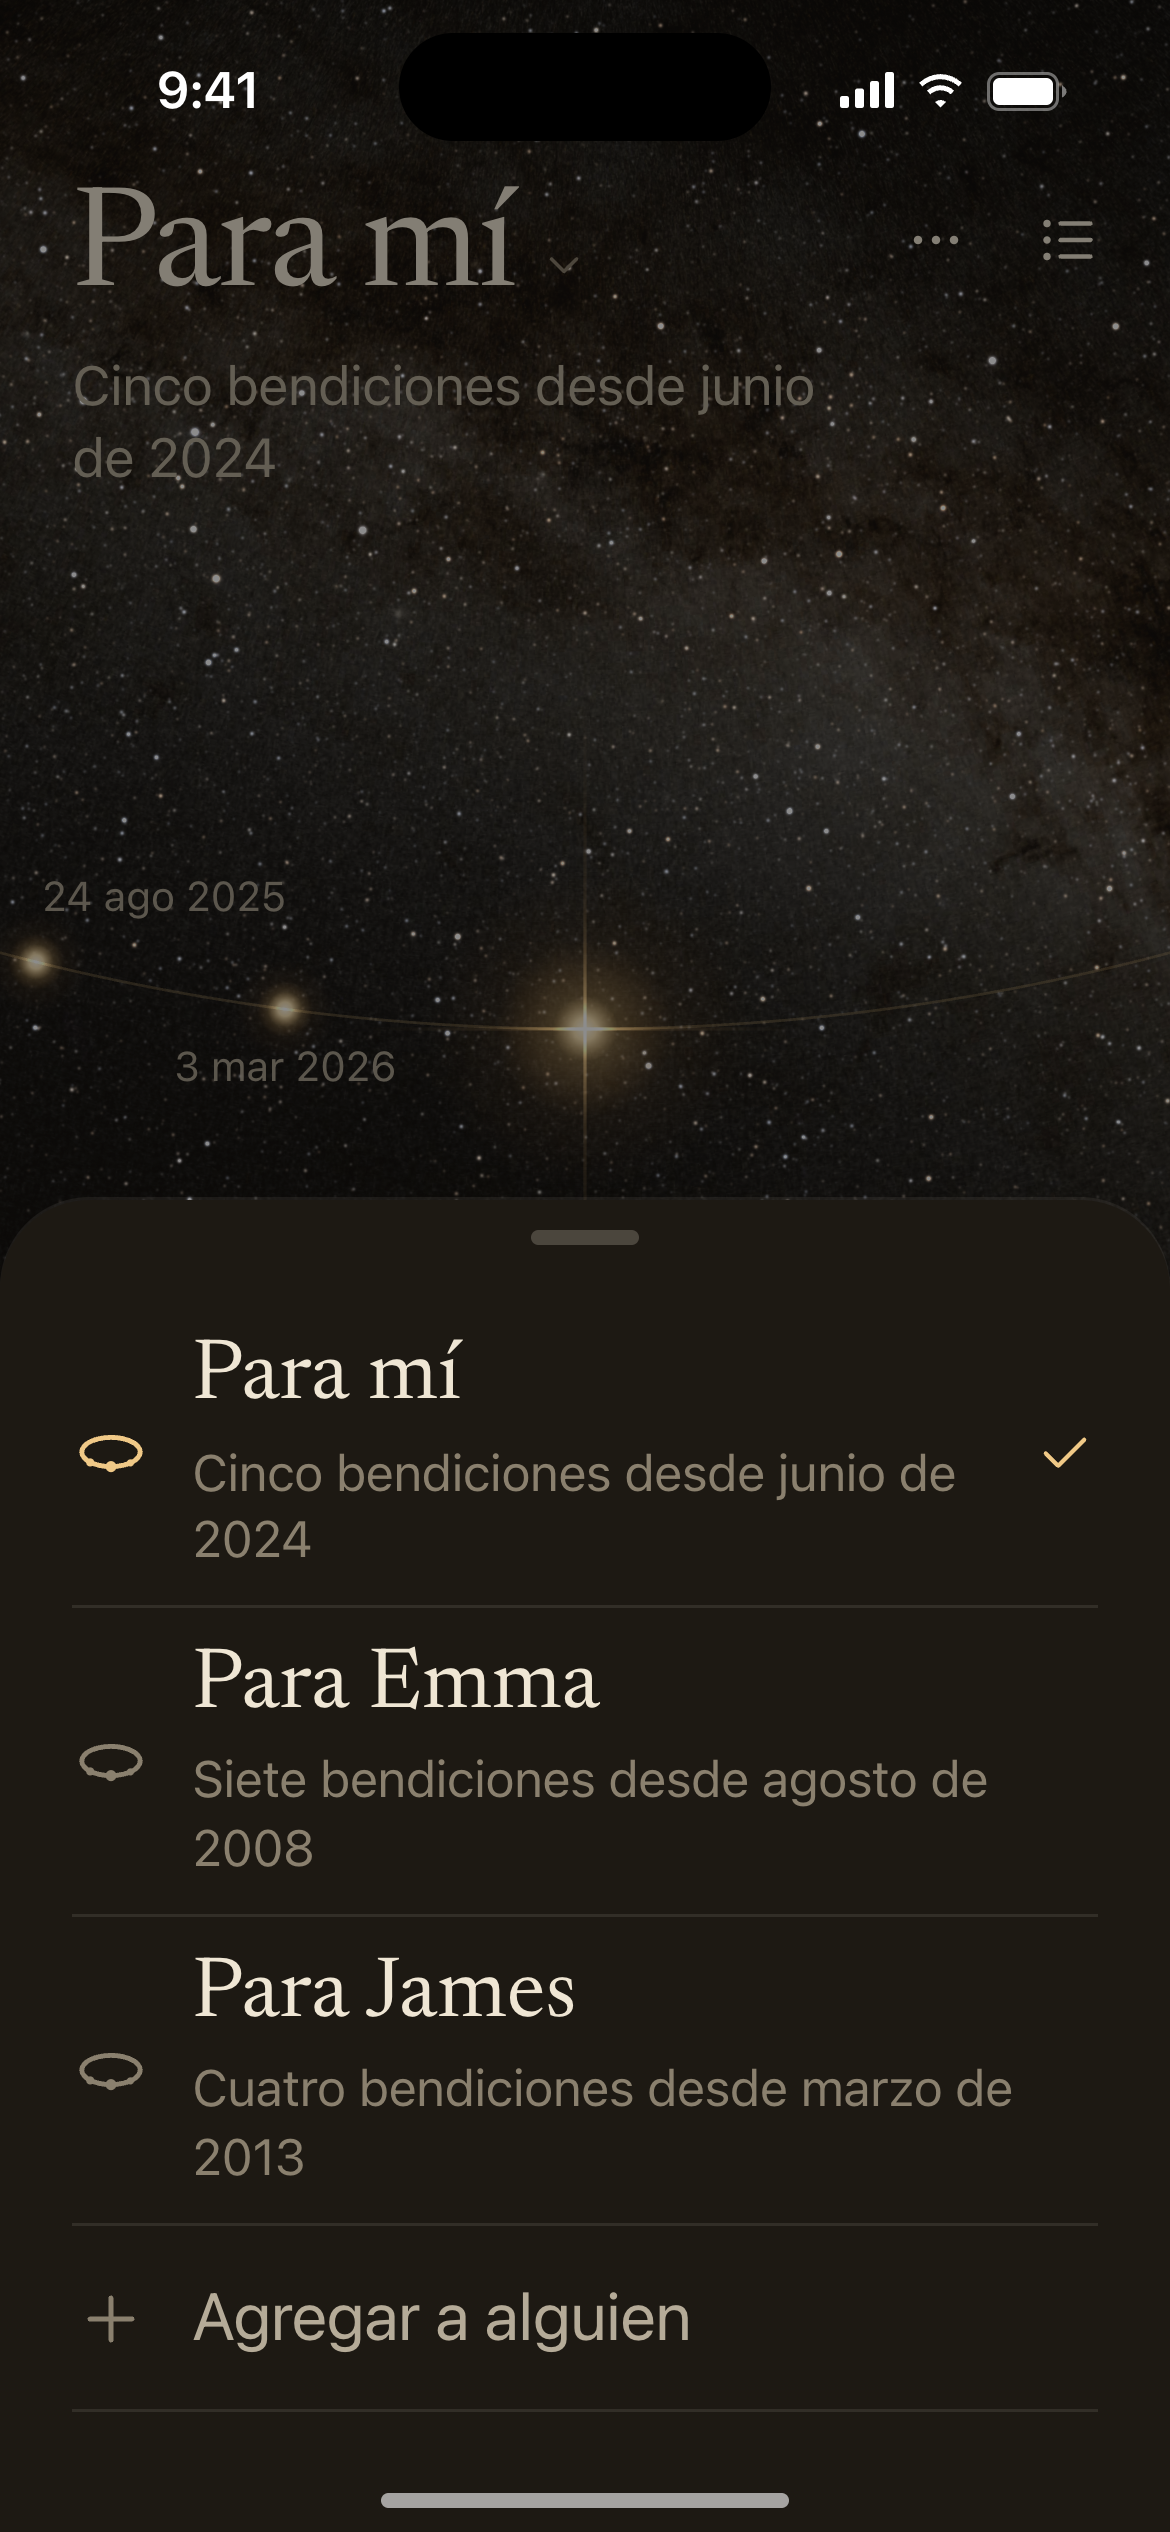 9:41
Para mí
Cinco bendiciones desde junio
de 2024
24 ago 2025
3 mar 2026
Para mí
Cinco bendiciones desde junio de
2024
Para Emma
Siete bendiciones desde agosto de
2008
Para James
Cuatro bendiciones desde marzo de
2013
Agregar a alguien